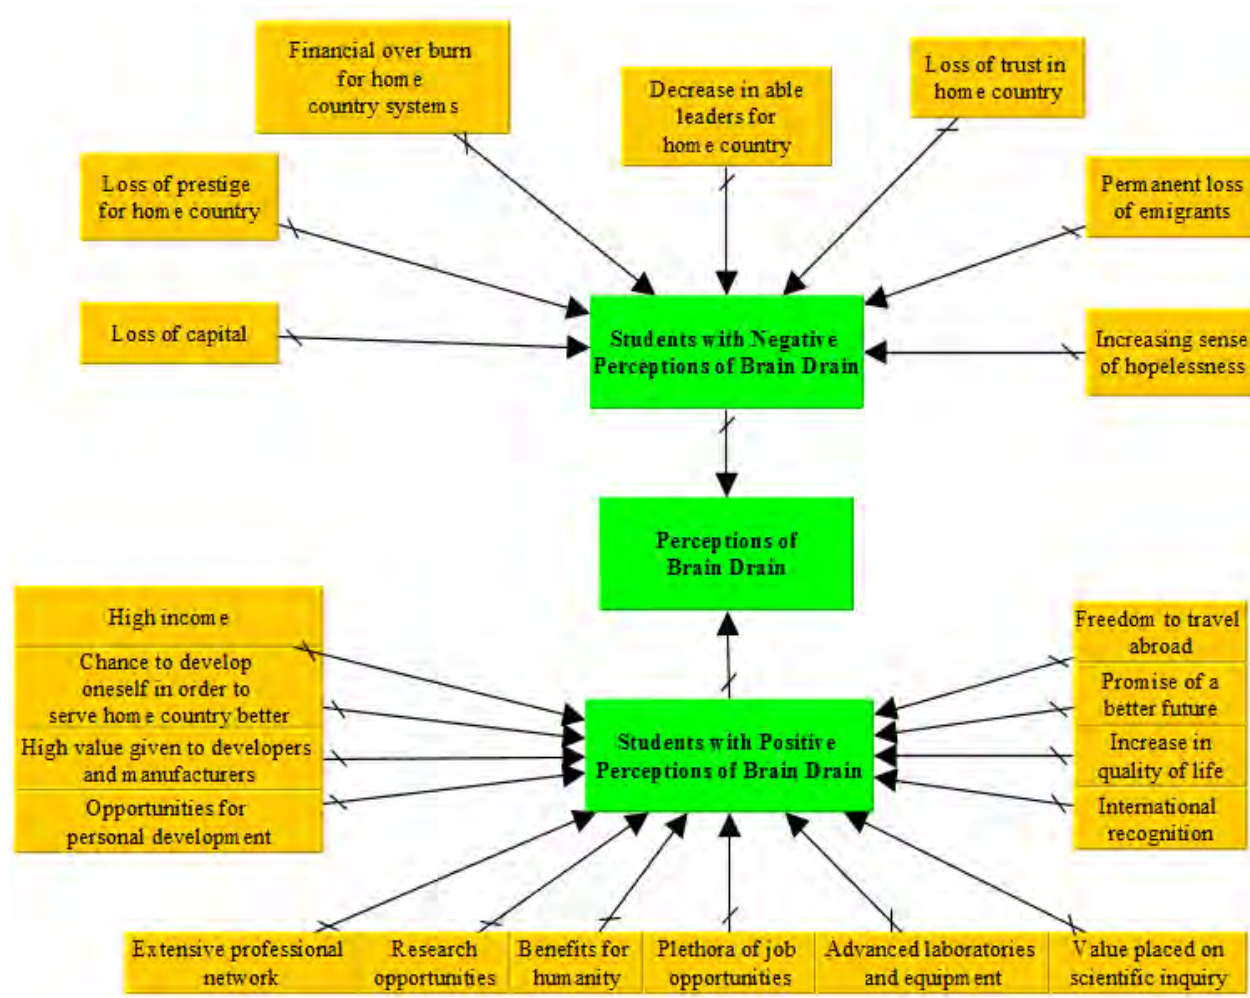 Financial over burn
for home
country systems
Decrease in able
leaders for
home country
Loss of trust in
home country
Loss of prestige
for home country
Permanent loss
of emigrants
Loss of capital
Students with Negative
Perceptions of Brain Drain
Increasing sense
of hopelessness
Perceptions of
Brain Drain
High income
Chance to develop
oneself in order to
serve home country better
High value given to developers
and manufacturers
Opportunities for
personal development
Students with Positive
Perceptions of Brain Drain
Freedom to travel
abroad
Promise of a
better future
Increase in
quality of life
International
recognition
Extensive professional
network
Research
opportunities
Benefits for
humanity
Plethora of job
opportunities
Advanced laboratories
and equipment
Value placed on
scientific inquiry